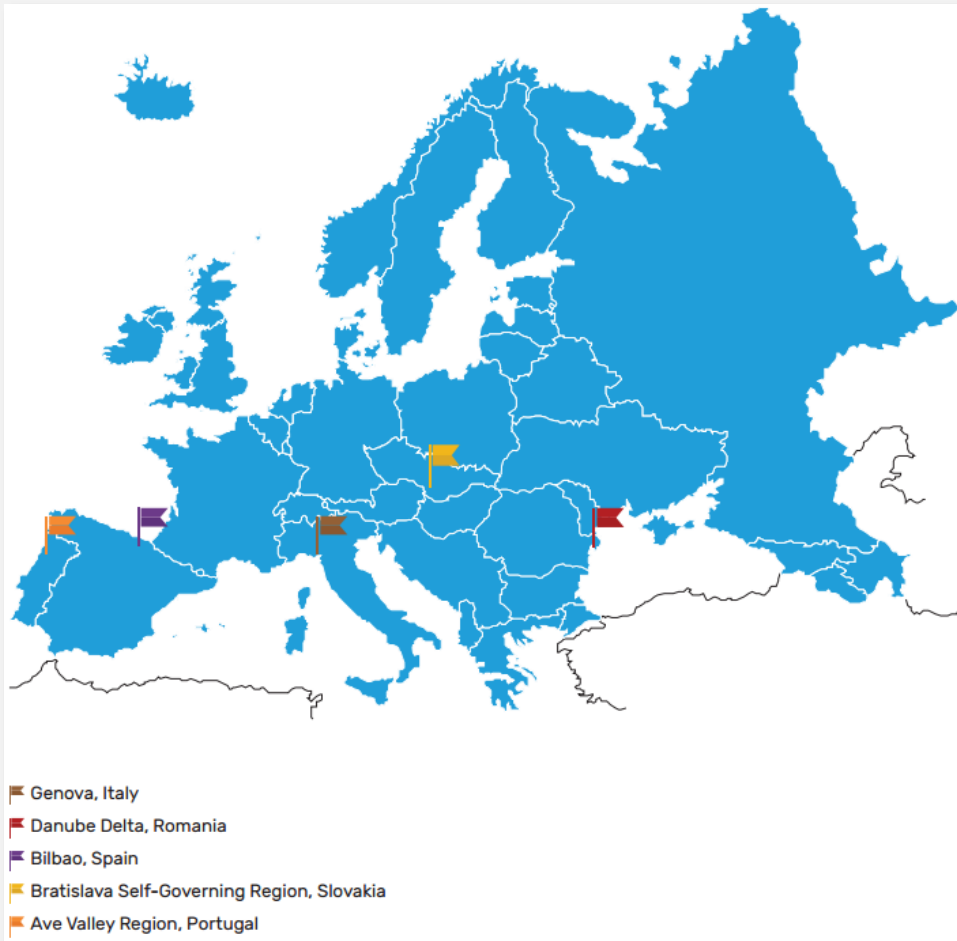 Genova, Italy
Danube Delta, Romania
Bilbao, Spain
Bratislava Self-Governing Region, Slovakia
Ave Valley Region, Portugal